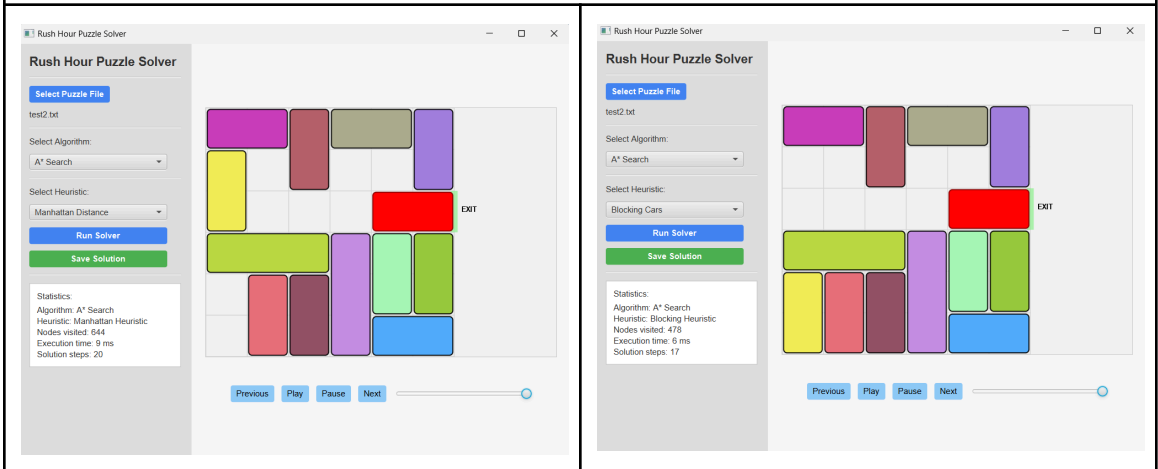 Rush Hour Puzzle Solver
Rush Hour Puzzle Solver
Select Puzzle File
test2.txt
Select Algorithm:
A* Search
Select Heuristic:
Manhattan Distance
Run Solver
Save Solution
Statistics:
Algorithm: A* Search
Heuristic: Manhattan Heuristic
Nodes visited: 644
Execution time: 9 ms
Solution steps: 20
EXIT
Previous Play Pause Next
Rush Hour Puzzle Solver
Rush Hour Puzzle Solver
Select Puzzle File
test2.txt
Select Algorithm:
A* Search
Select Heuristic:
Blocking Cars
Run Solver
Save Solution
Statistics:
Algorithm: A* Search
Heuristic: Blocking Heuristic
Nodes visited: 478
Execution time: 6 ms
Solution steps: 17
EXIT
Previous Play Pause Next